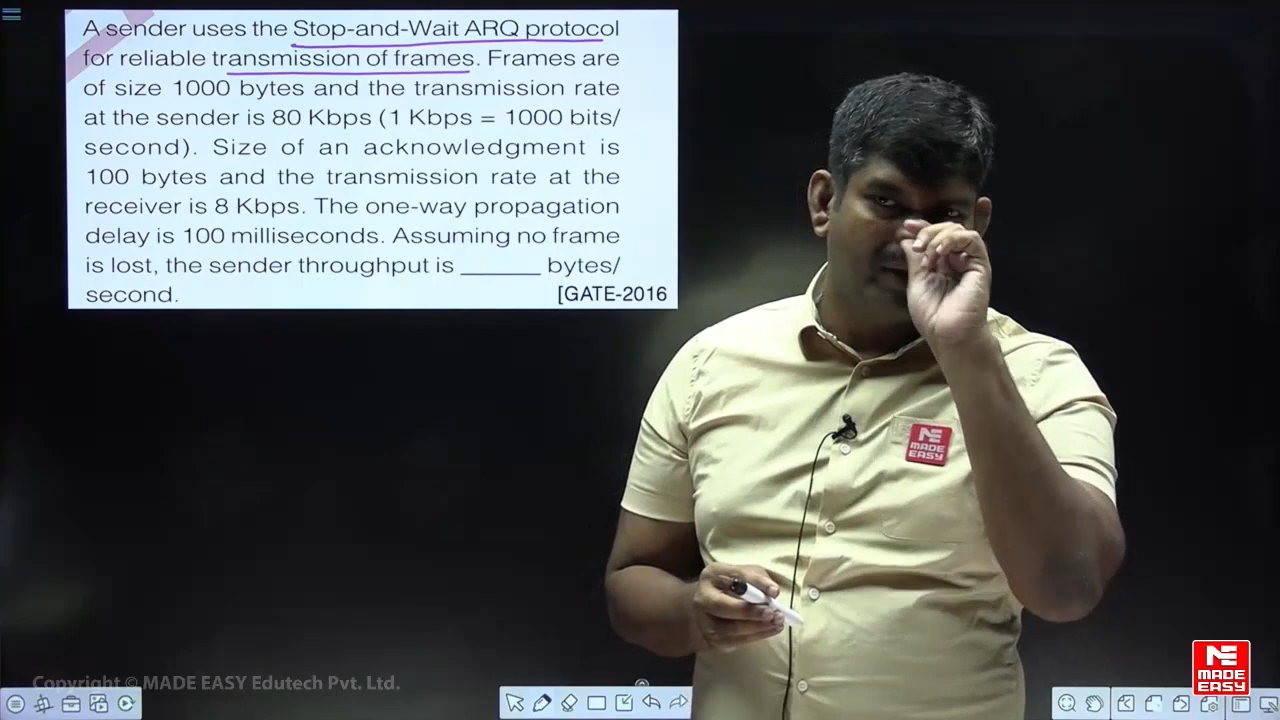 A sender uses the Stop-and-Wait ARQ protocol
for reliable transmission of frames. Frames are
of size 1000 bytes and the transmission rate
at the sender is 80 Kbps (1 Kbps = 1000 bits/
second). Size of an acknowledgment is
100 bytes and the transmission rate at the
receiver is 8 Kbps. The one-way propagation
delay is 100 milliseconds. Assuming no frame
is lost, the sender throughput is ______ bytes/
second. [GATE-2016
ME
MADE
EASY
Copyright © MADE EASY Edutech Pvt. Ltd.
ME
MADE
EASY